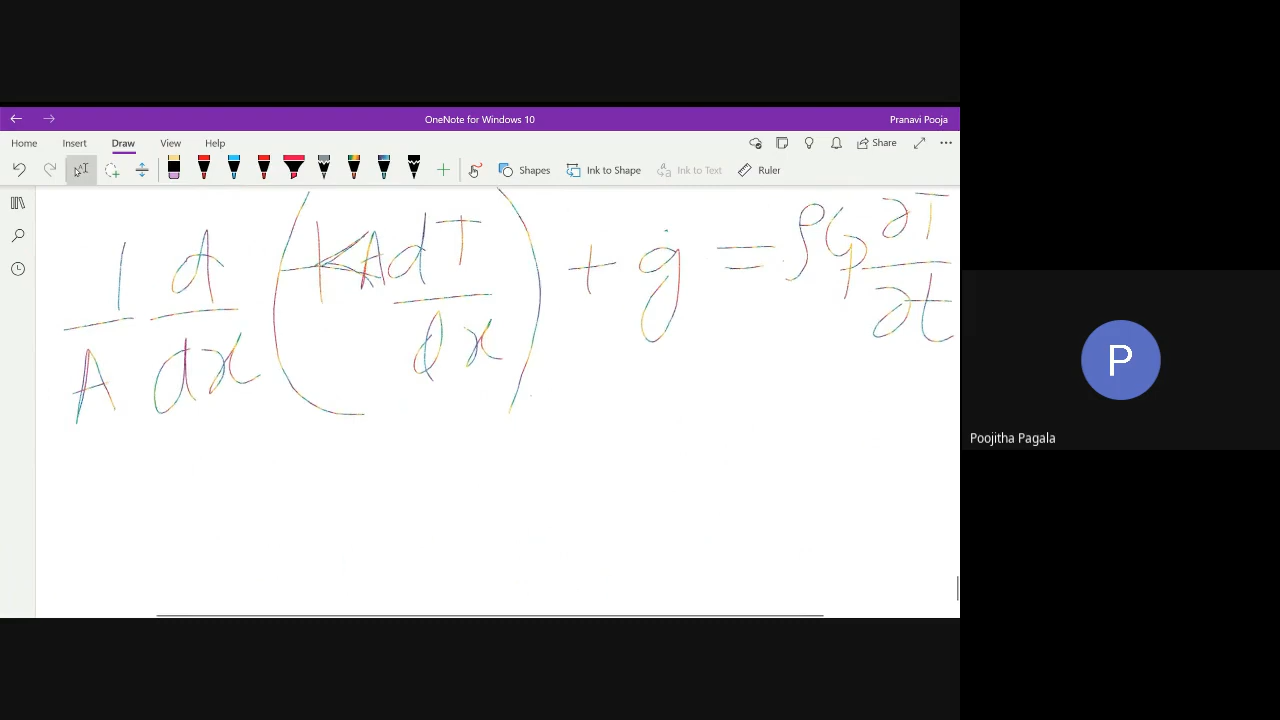 OneNote for Windows 10
Pranavi Pooja
Home Insert Draw View Help Share
Shapes Ink to Shape Ink to Text Ruler
1/A d/dx (KA dT/dx) + ġ = ρCp ∂T/∂t
P
Poojitha Pagala